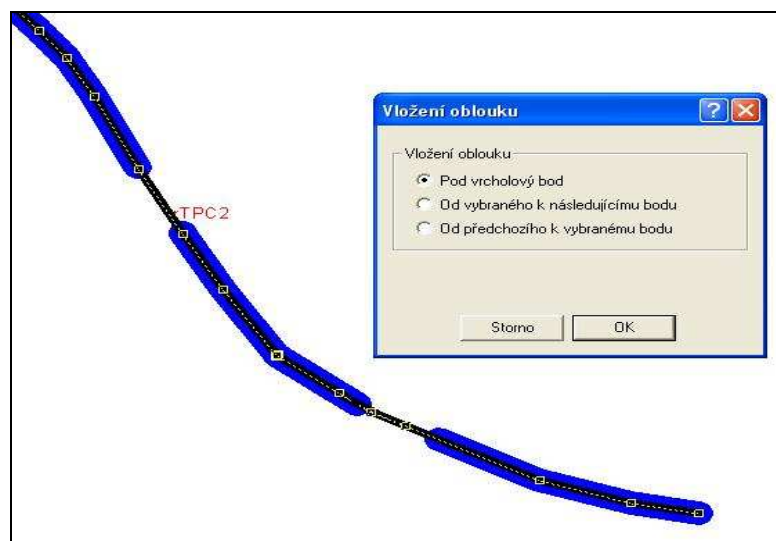 TPC2
Vložení oblouku
Vložení oblouku
Pod vrcholový bod
Od vybraného k následujícímu bodu
Od předchozího k vybranému bodu
Storno
OK